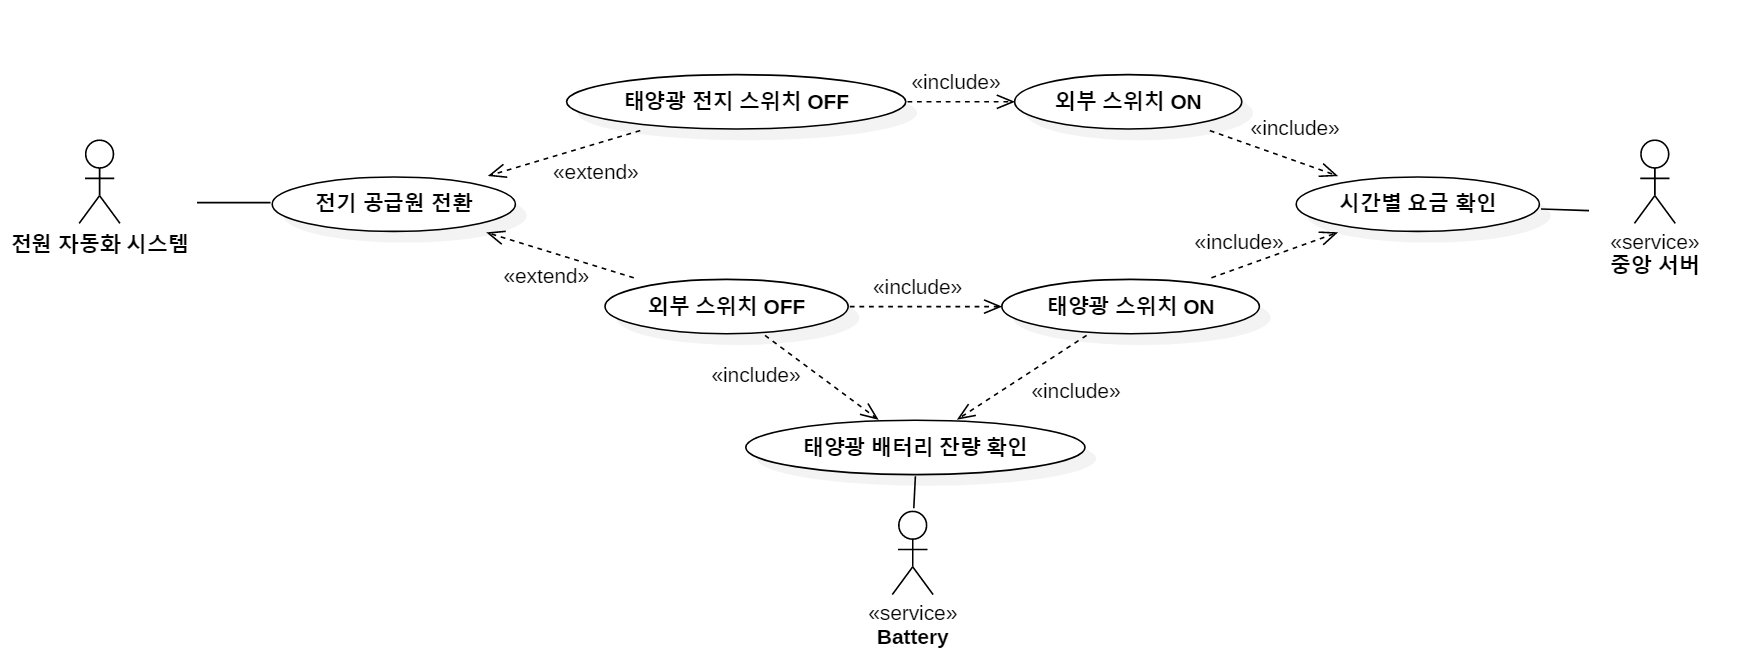 태양광 전지 스위치 OFF
«include»
외부 스위치 ON
«include»
«extend»
전기 공급원 전환
시간별 요금 확인
전원 자동화 시스템
«service»
중앙 서버
«include»
«extend»
외부 스위치 OFF
«include»
태양광 스위치 ON
«include»
«include»
태양광 배터리 잔량 확인
«service»
Battery